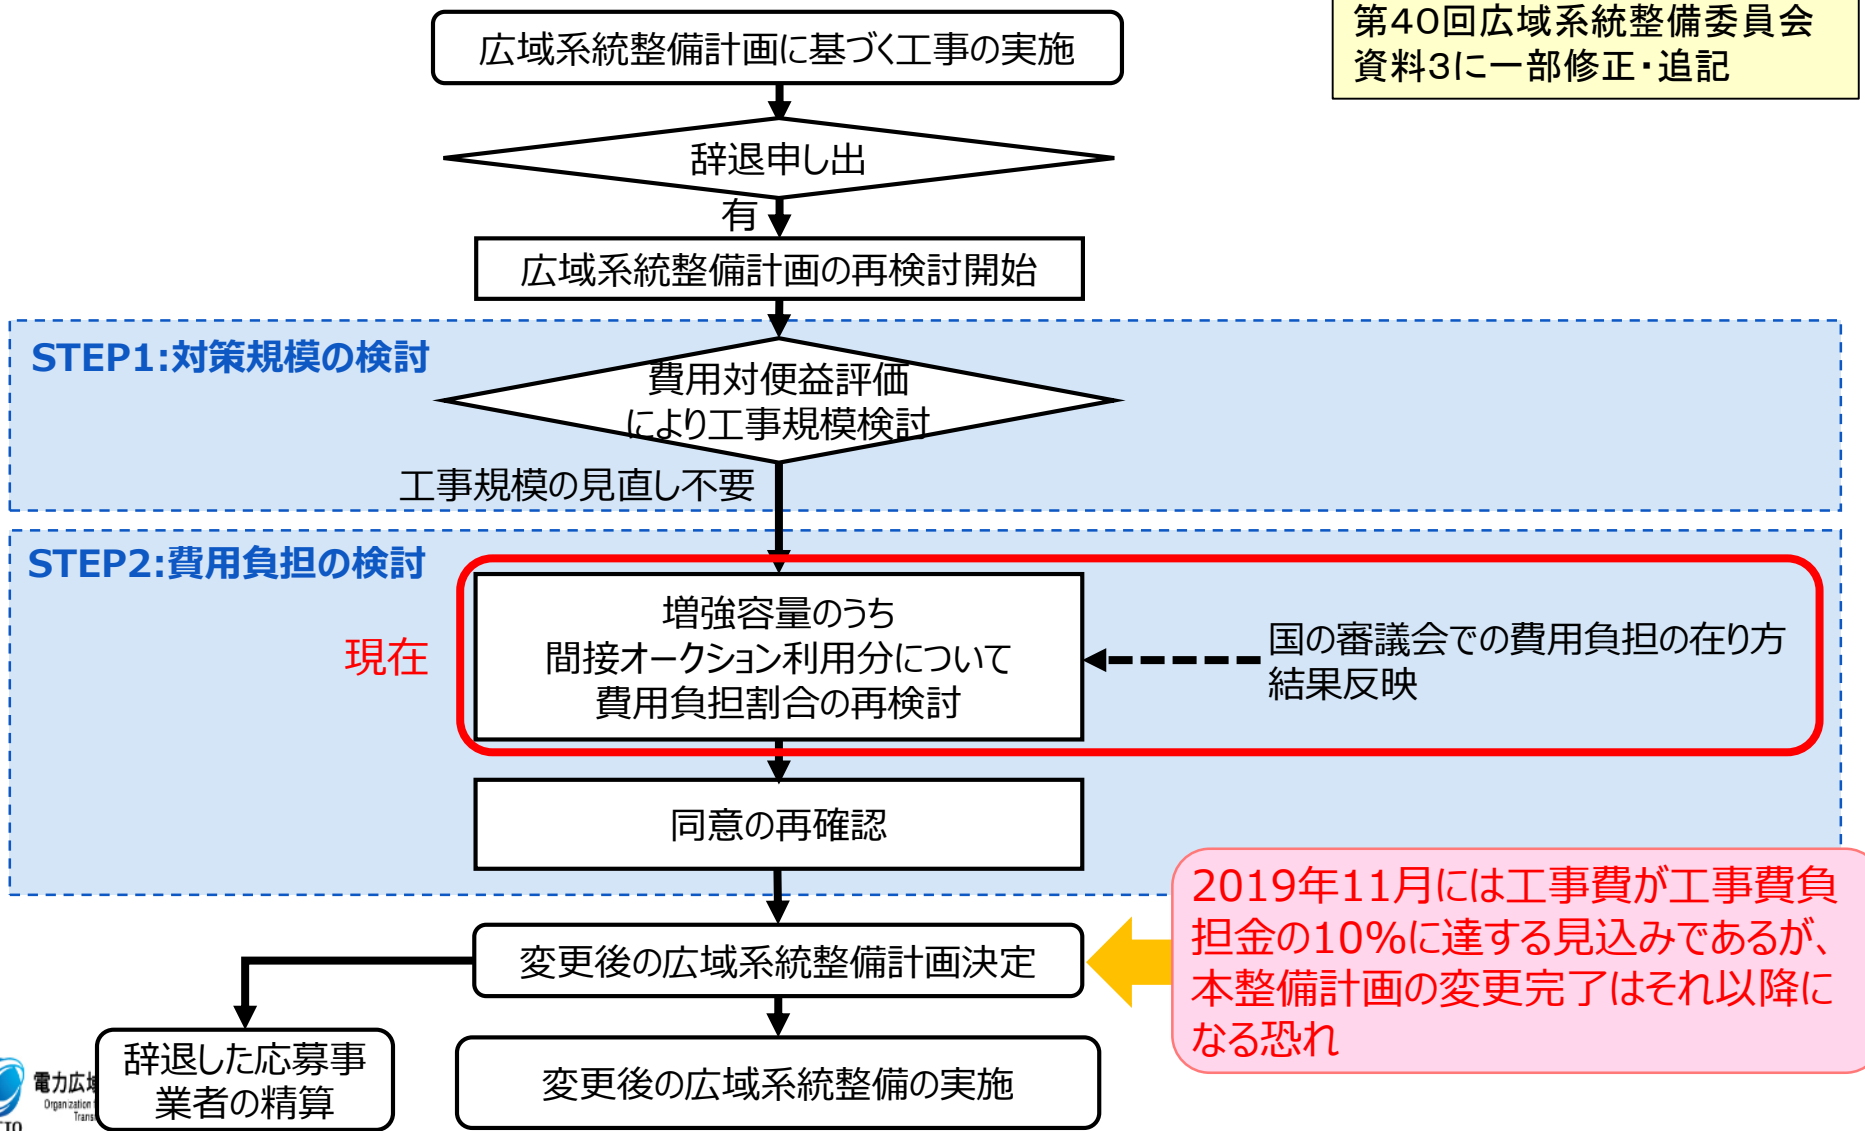 第40回広域系統整備委員会
資料3に一部修正・追記
広域系統整備計画に基づく工事の実施
辞退申し出
有
広域系統整備計画の再検討開始
STEP1:対策規模の検討
費用対便益評価
により工事規模検討
工事規模の見直し不要
STEP2:費用負担の検討
現在
増強容量のうち
間接オークション利用分について
費用負担割合の再検討
国の審議会での費用負担の在り方
結果反映
同意の再確認
2019年11月には工事費が工事費負
担金の10%に達する見込みであるが、
本整備計画の変更完了はそれ以降に
なる恐れ
変更後の広域系統整備計画決定
辞退した応募事
業者の精算
変更後の広域系統整備の実施
電力広域
Organization